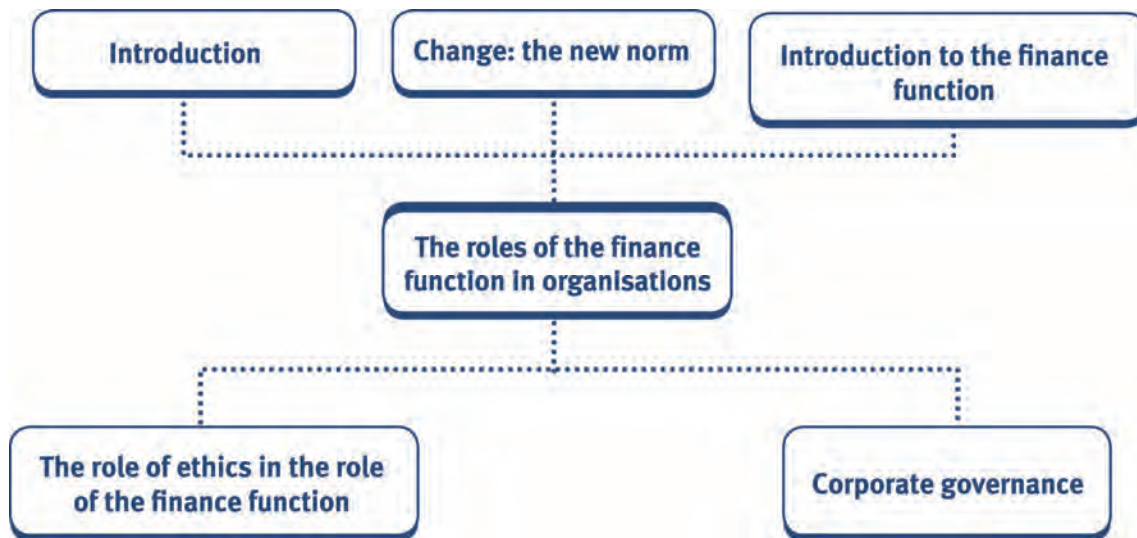 Introduction
Change: the new norm
Introduction to the finance
function
The roles of the finance
function in organisations
The role of ethics in the role
of the finance function
Corporate governance